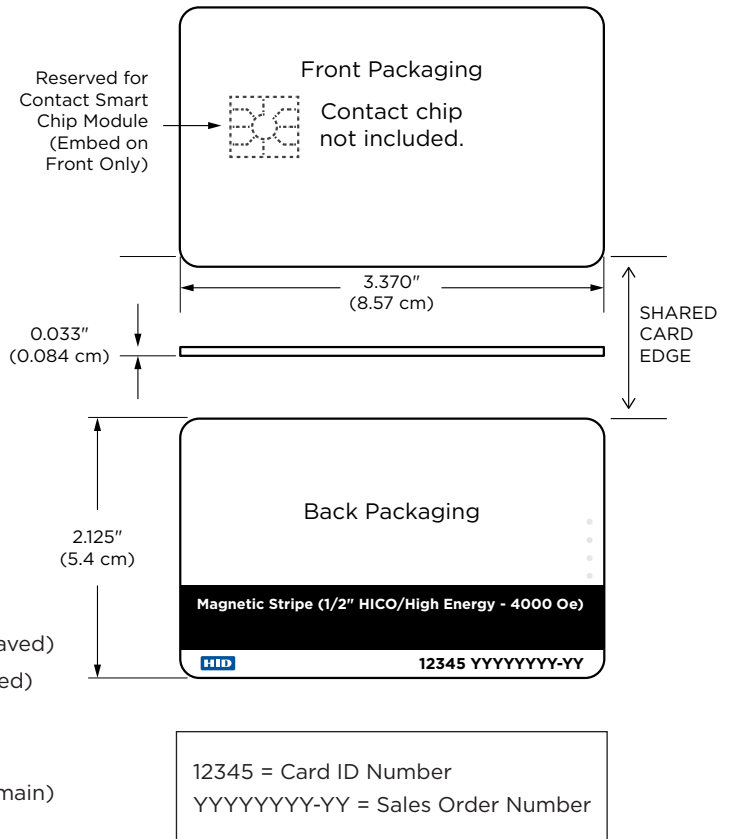 Front Packaging
Reserved for
Contact Smart
Chip Module
(Embed on
Front Only)
Contact chip
not included.
3.370"
(8.57 cm)
0.033"
(0.084 cm)
SHARED
CARD
EDGE
Back Packaging
2.125"
(5.4 cm)
Magnetic Stripe (1/2" HICO/High Energy - 4000 Oe)
aved)
HID
12345 YYYYYYYY-YY
ed)
12345 = Card ID Number
main)
YYYYYYYY-YY = Sales Order Number